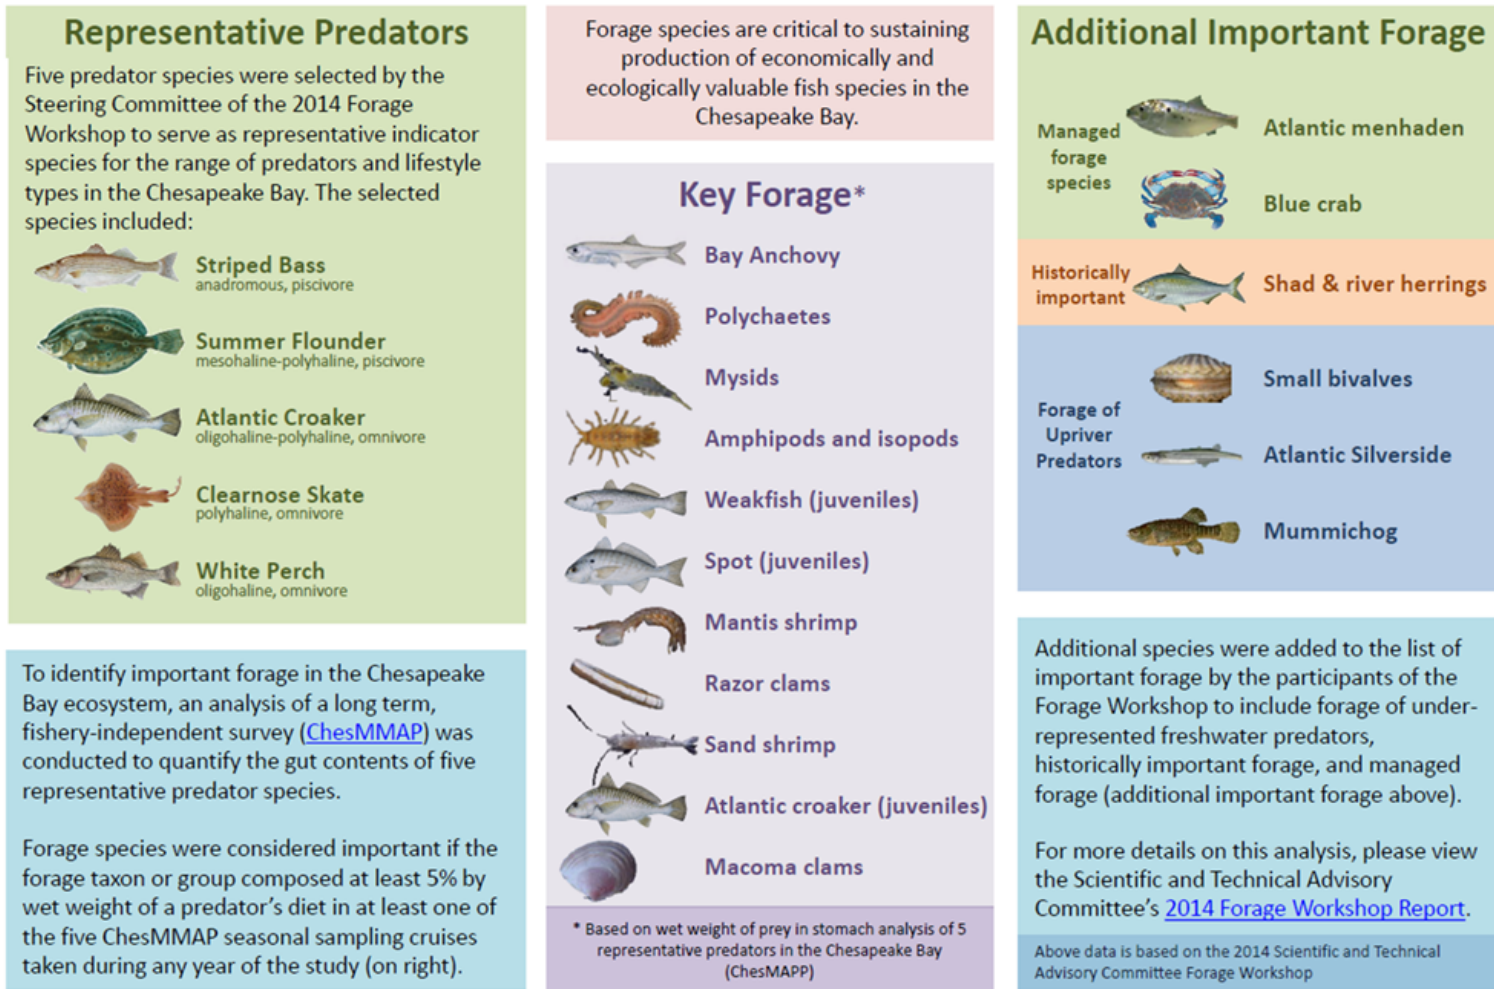 Representative Predators
Five predator species were selected by the
Steering Committee of the 2014 Forage
Workshop to serve as representative indicator
species for the range of predators and lifestyle
types in the Chesapeake Bay. The selected
species included:
Striped Bass
anadromous, piscivore
Summer Flounder
mesohaline-polyhaline, piscivore
Atlantic Croaker
oligohaline-polyhaline, omnivore
Clearnose Skate
polyhaline, omnivore
White Perch
oligohaline, omnivore
To identify important forage in the Chesapeake
Bay ecosystem, an analysis of a long term,
fishery-independent survey (ChesMMAP) was
conducted to quantify the gut contents of five
representative predator species.
Forage species were considered important if the
forage taxon or group composed at least 5% by
wet weight of a predator's diet in at least one of
the five ChesMMAP seasonal sampling cruises
taken during any year of the study (on right).
Forage species are critical to sustaining
production of economically and
ecologically valuable fish species in the
Chesapeake Bay.
Key Forage*
Bay Anchovy
Polychaetes
Mysids
Amphipods and isopods
Weakfish (juveniles)
Spot (juveniles)
Mantis shrimp
Razor clams
Sand shrimp
Atlantic croaker (juveniles)
Macoma clams
* Based on wet weight of prey in stomach analysis of 5
representative predators in the Chesapeake Bay
(ChesMAPP)
Additional Important Forage
Managed
forage
species
Atlantic menhaden
Blue crab
Historically
important
Shad & river herrings
Forage of
Upriver
Predators
Small bivalves
Atlantic Silverside
Mummichog
Additional species were added to the list of
important forage by the participants of the
Forage Workshop to include forage of under-
represented freshwater predators,
historically important forage, and managed
forage (additional important forage above).
For more details on this analysis, please view
the Scientific and Technical Advisory
Committee's 2014 Forage Workshop Report.
Above data is based on the 2014 Scientific and Technical
Advisory Committee Forage Workshop